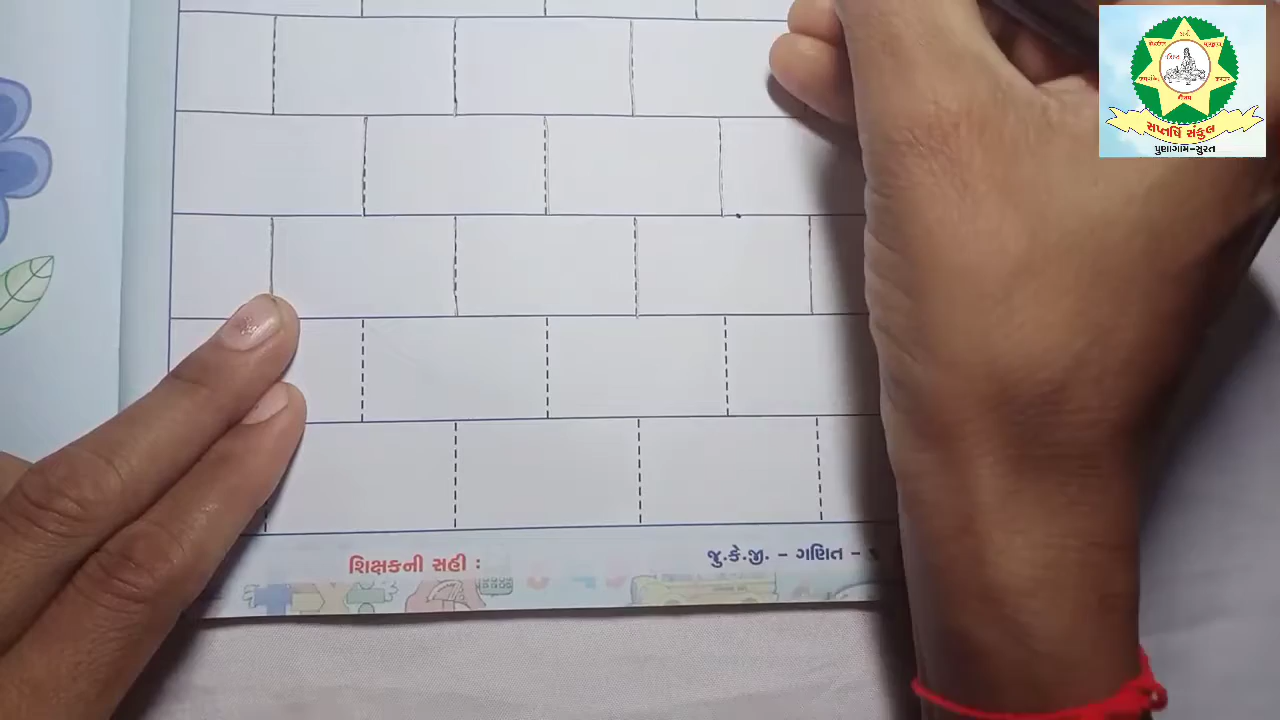 સપ્તર્ષિ સંકુલ
પુણાગામ-સુરત
શિક્ષકની સહી :
જુ.કે.જી. - ગણિત -